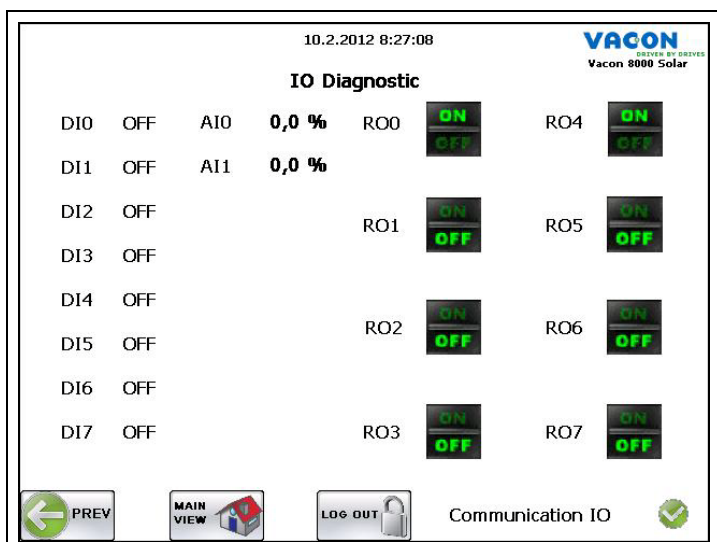 10.2.2012 8:27:08
VACON
DRIVEN BY DRIVES
Vacon 8000 Solar
IO Diagnostic
DI0 OFF AI0 0,0 % RO0 ON OFF RO4 ON OFF
DI1 OFF AI1 0,0 %
DI2 OFF RO1 ON OFF RO5 ON OFF
DI3 OFF
DI4 OFF
DI5 OFF RO2 ON OFF RO6 ON OFF
DI6 OFF
DI7 OFF RO3 ON OFF RO7 ON OFF
PREV MAIN VIEW LOG OUT Communication IO